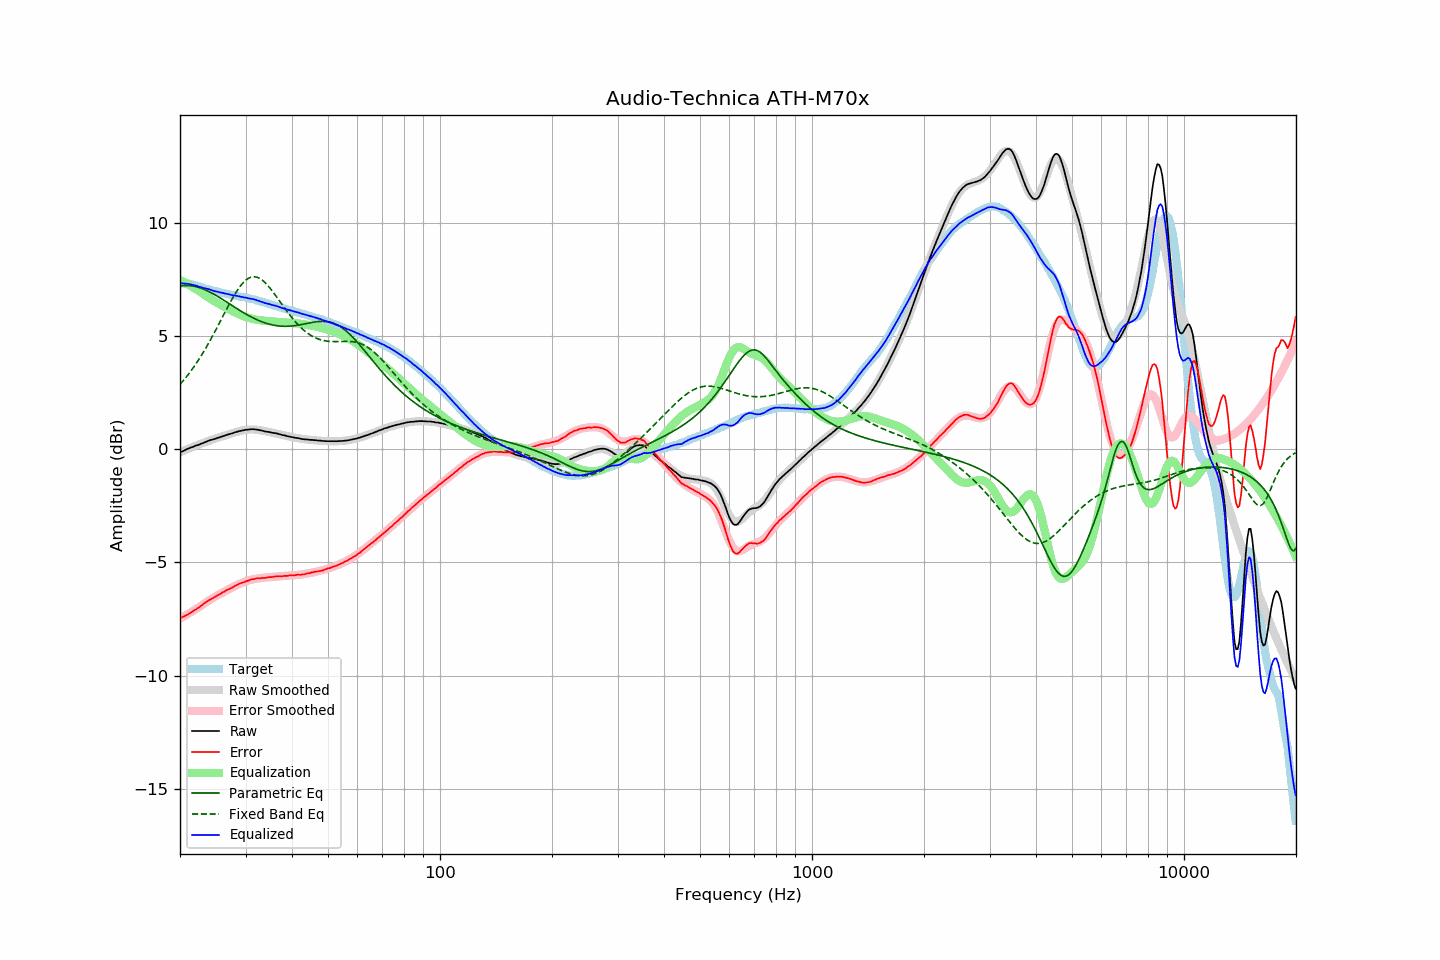 Audio-Technica ATH-M70x
10
5
0
−5
−10
−15
Amplitude (dBr)
Target
Raw Smoothed
Error Smoothed
Raw
Error
Equalization
Parametric Eq
Fixed Band Eq
Equalized
100
1000
10000
Frequency (Hz)